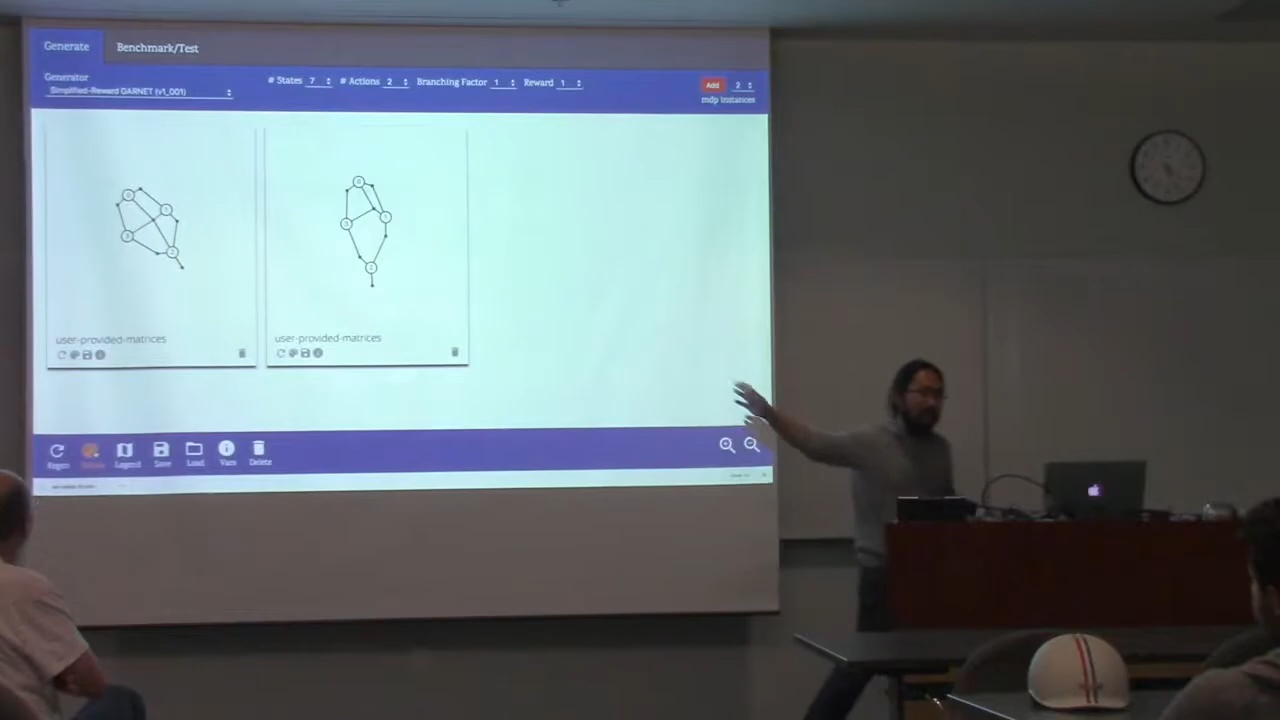 Generate Benchmark/Test
Generator
Simplified-Reward GARNET (v1_001)
# States 7 # Actions 2 Branching Factor 1 Reward 1
Add 2
mdp instances
user-provided-matrices
user-provided-matrices
Regen Legend Save Load Vars Delete